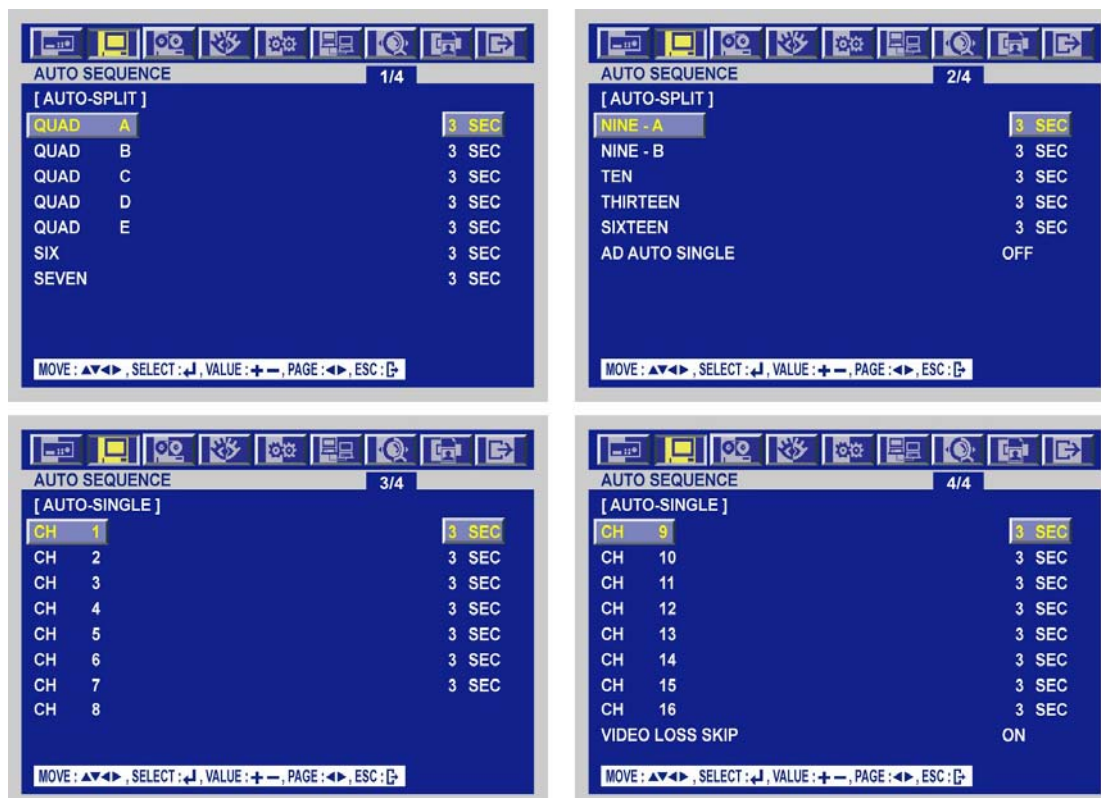 AUTO SEQUENCE 1/4
[ AUTO-SPLIT ]
QUAD A 3 SEC
QUAD B 3 SEC
QUAD C 3 SEC
QUAD D 3 SEC
QUAD E 3 SEC
SIX 3 SEC
SEVEN 3 SEC
MOVE : ▲▼◀▶ , SELECT : ↵ , VALUE : + − , PAGE : ◀▶ , ESC :
AUTO SEQUENCE 2/4
[ AUTO-SPLIT ]
NINE - A 3 SEC
NINE - B 3 SEC
TEN 3 SEC
THIRTEEN 3 SEC
SIXTEEN 3 SEC
AD AUTO SINGLE OFF
MOVE : ▲▼◀▶ , SELECT : ↵ , VALUE : + − , PAGE : ◀▶ , ESC :
AUTO SEQUENCE 3/4
[ AUTO-SINGLE ]
CH 1 3 SEC
CH 2 3 SEC
CH 3 3 SEC
CH 4 3 SEC
CH 5 3 SEC
CH 6 3 SEC
CH 7 3 SEC
CH 8
MOVE : ▲▼◀▶ , SELECT : ↵ , VALUE : + − , PAGE : ◀▶ , ESC :
AUTO SEQUENCE 4/4
[ AUTO-SINGLE ]
CH 9 3 SEC
CH 10 3 SEC
CH 11 3 SEC
CH 12 3 SEC
CH 13 3 SEC
CH 14 3 SEC
CH 15 3 SEC
CH 16 3 SEC
VIDEO LOSS SKIP ON
MOVE : ▲▼◀▶ , SELECT : ↵ , VALUE : + − , PAGE : ◀▶ , ESC :